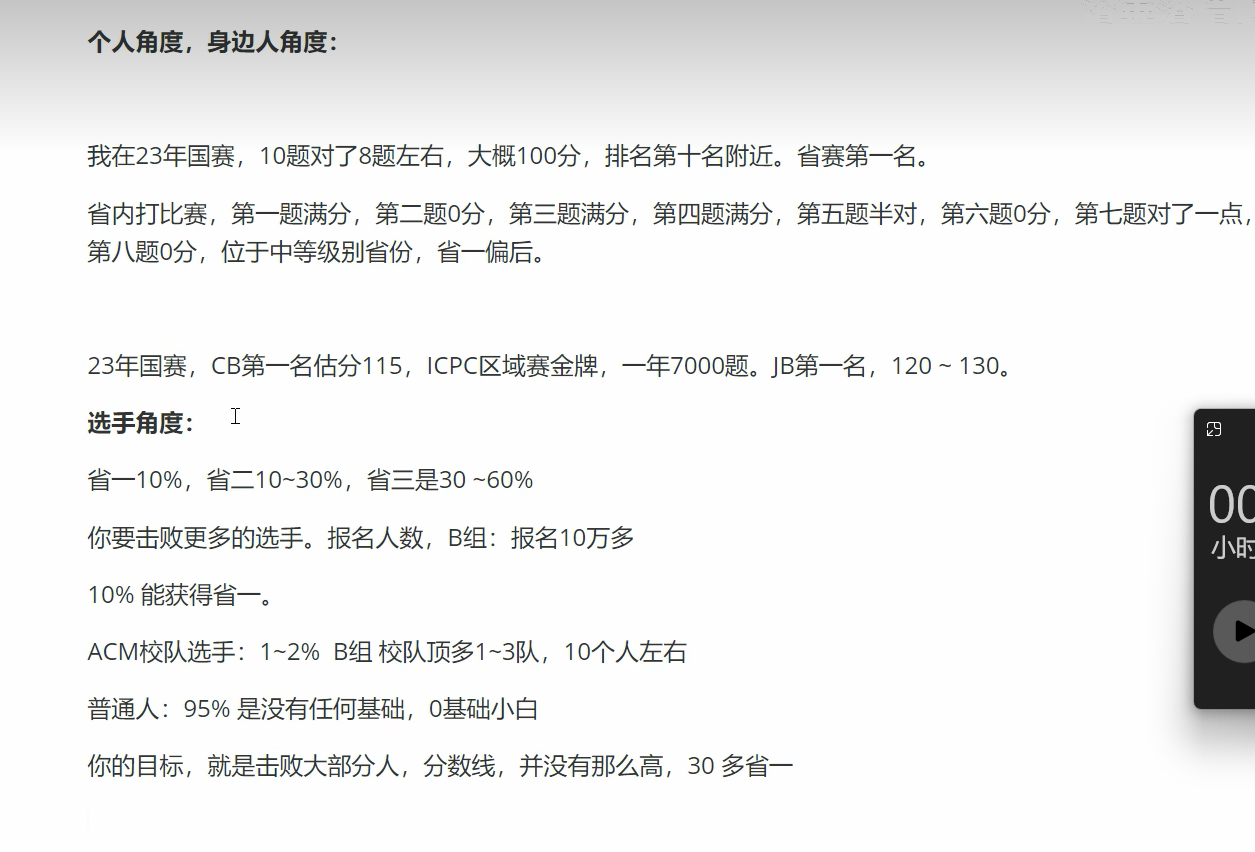 个人角度，身边人角度：
我在23年国赛，10题对了8题左右，大概100分，排名第十名附近。省赛第一名。
省内打比赛，第一题满分，第二题0分，第三题满分，第四题满分，第五题半对，第六题0分，第七题对了一点，
第八题0分，位于中等级别省份，省一偏后。
23年国赛，CB第一名估分115，ICPC区域赛金牌，一年7000题。JB第一名，120 ~ 130。
选手角度：
省一10%，省二10~30%，省三是30 ~60%
你要击败更多的选手。报名人数，B组：报名10万多
10% 能获得省一。
ACM校队选手：1~2%  B组 校队顶多1~3队，10个人左右
普通人：95% 是没有任何基础，0基础小白
你的目标，就是击败大部分人，分数线，并没有那么高，30 多省一
00
小时